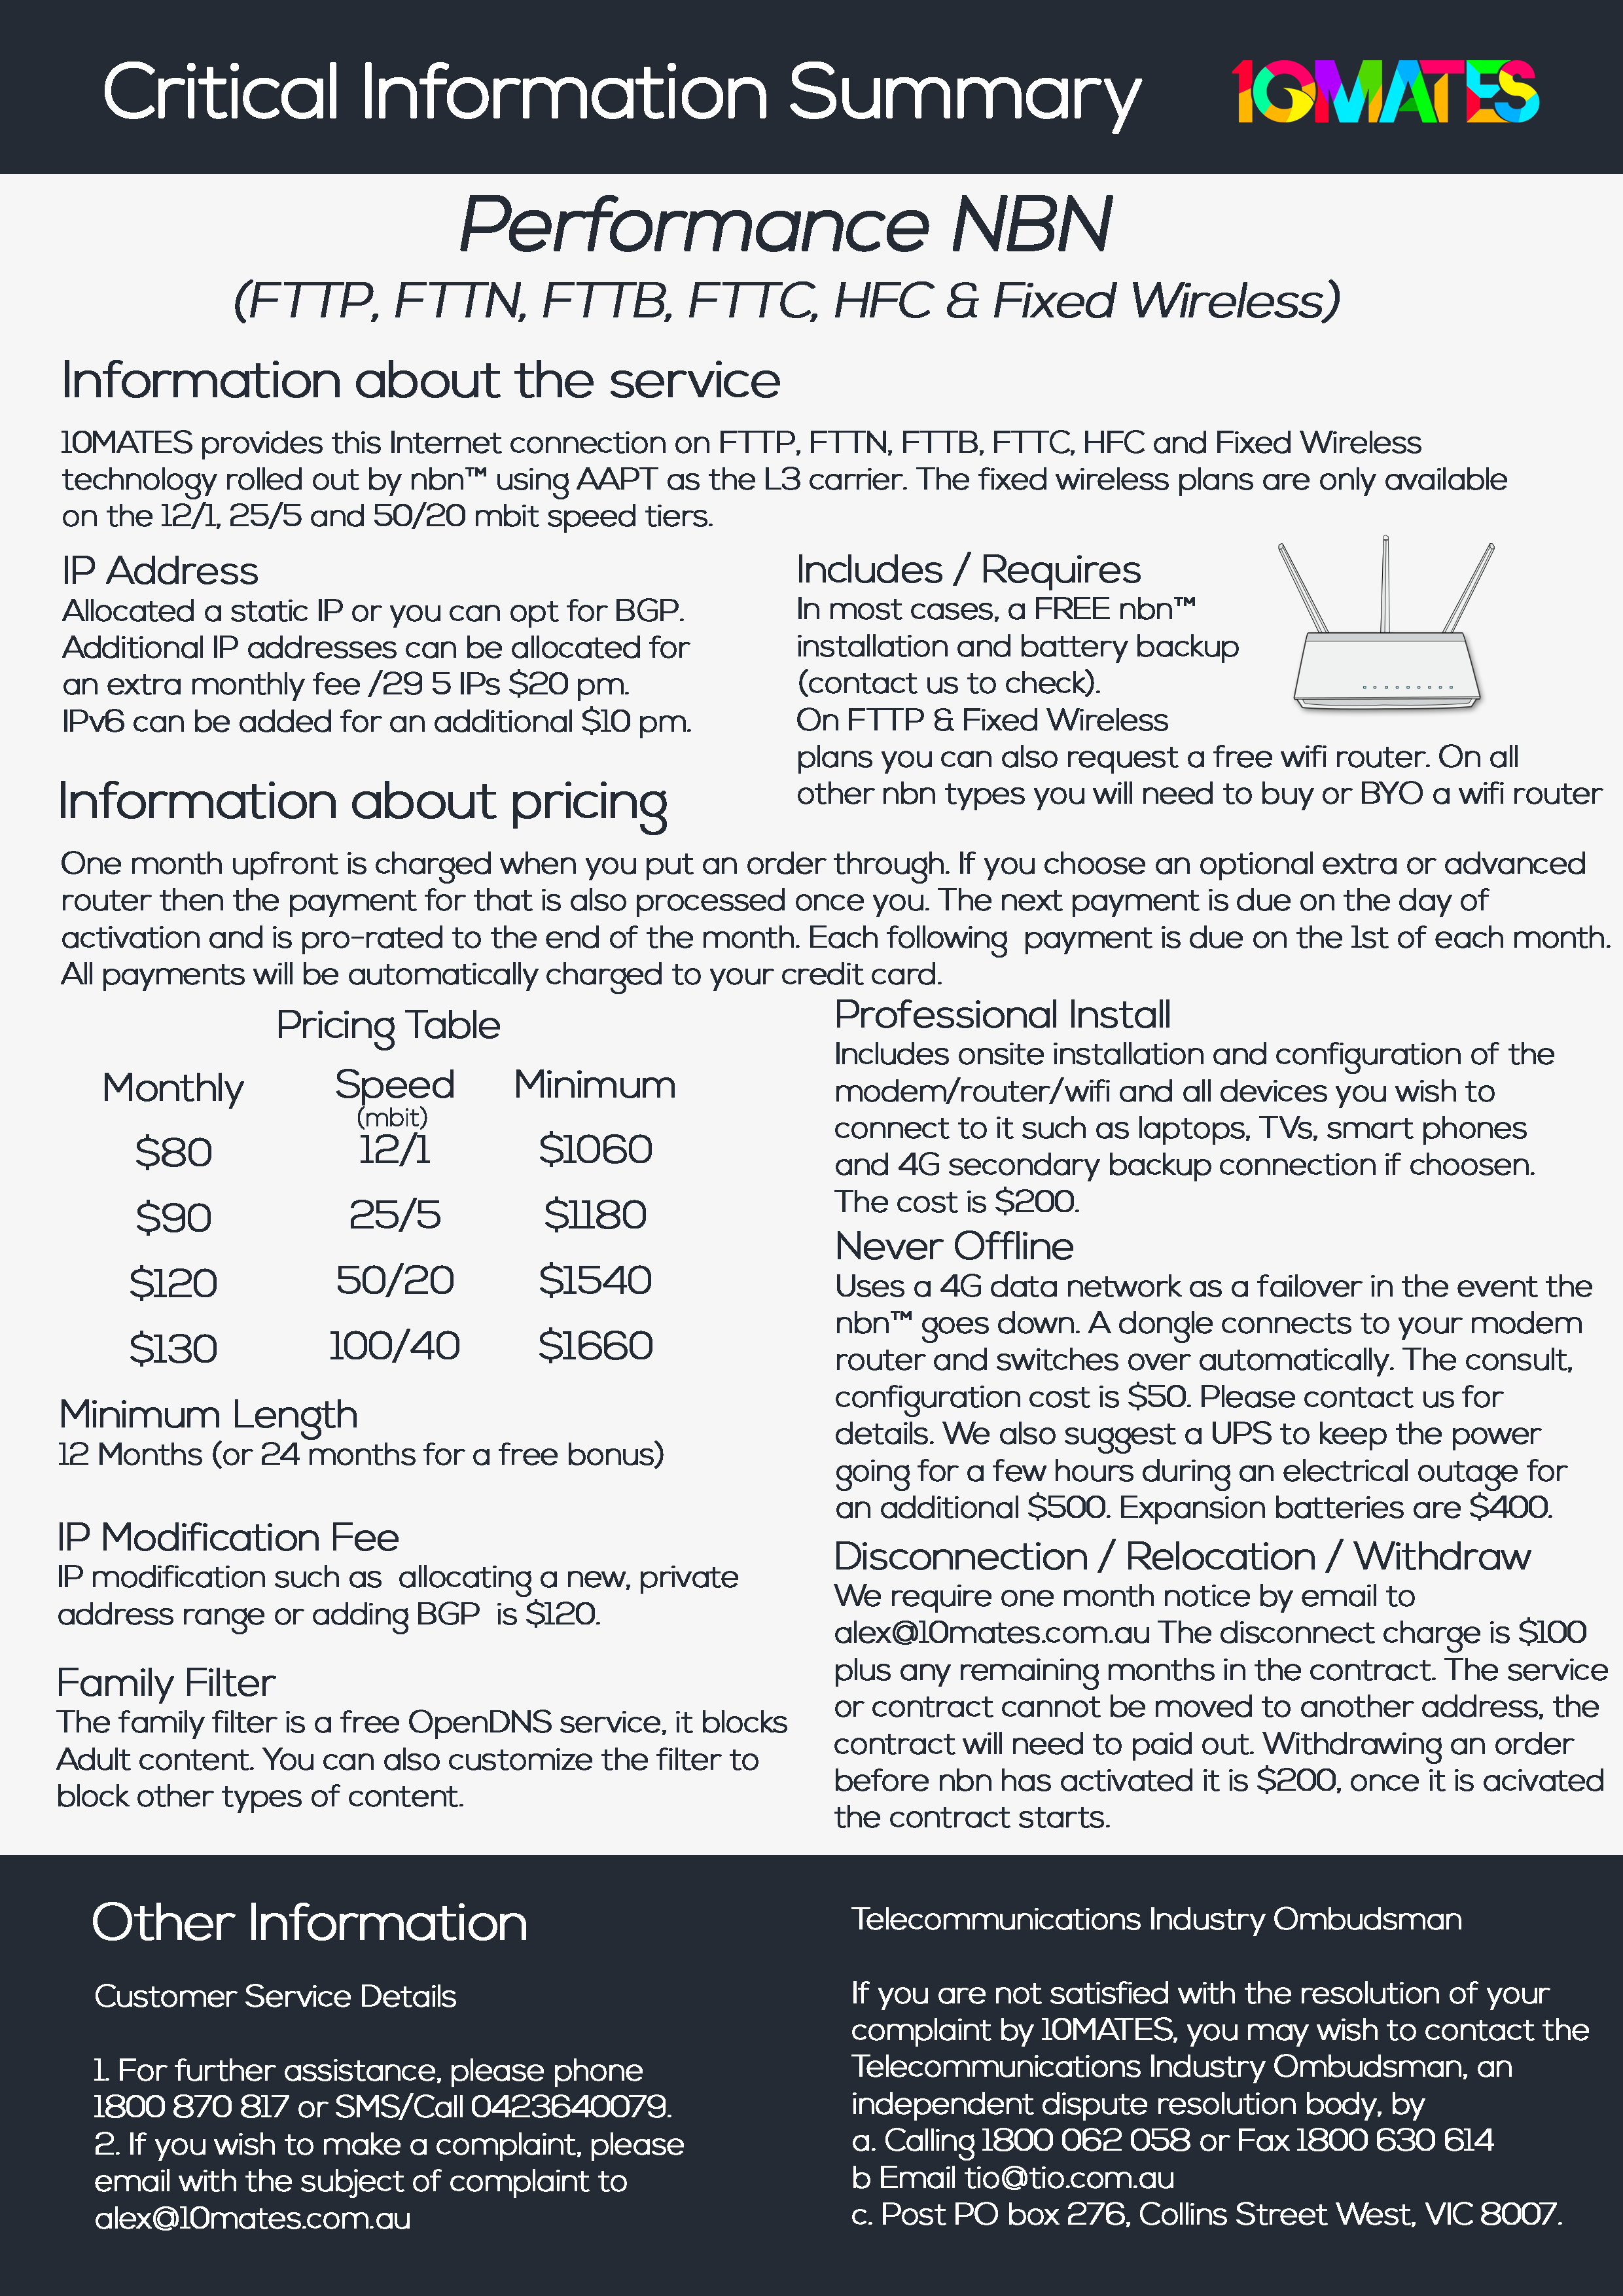 Critical Information Summary
10MATES
Performance NBN
(FTTP, FTTN, FTTB, FTTC, HFC & Fixed Wireless)
Information about the service
10MATES provides this Internet connection on FTTP, FTTN, FTTB, FTTC, HFC and Fixed Wireless
technology rolled out by nbn™ using AAPT as the L3 carrier. The fixed wireless plans are only available
on the 12/1, 25/5 and 50/20 mbit speed tiers.
IP Address
Allocated a static IP or you can opt for BGP.
Additional IP addresses can be allocated for
an extra monthly fee /29 5 IPs $20 pm.
IPv6 can be added for an additional $10 pm.
Includes / Requires
In most cases, a FREE nbn™
installation and battery backup
(contact us to check).
On FTTP & Fixed Wireless
plans you can also request a free wifi router. On all
other nbn types you will need to buy or BYO a wifi router
Information about pricing
One month upfront is charged when you put an order through. If you choose an optional extra or advanced
router then the payment for that is also processed once you. The next payment is due on the day of
activation and is pro-rated to the end of the month. Each following payment is due on the 1st of each month.
All payments will be automatically charged to your credit card.
Pricing Table
Monthly Speed Minimum
(mbit)
$80 12/1 $1060
$90 25/5 $1180
$120 50/20 $1540
$130 100/40 $1660
Minimum Length
12 Months (or 24 months for a free bonus)
IP Modification Fee
IP modification such as allocating a new, private
address range or adding BGP is $120.
Family Filter
The family filter is a free OpenDNS service, it blocks
Adult content. You can also customize the filter to
block other types of content.
Professional Install
Includes onsite installation and configuration of the
modem/router/wifi and all devices you wish to
connect to it such as laptops, TVs, smart phones
and 4G secondary backup connection if choosen.
The cost is $200.
Never Offline
Uses a 4G data network as a failover in the event the
nbn™ goes down. A dongle connects to your modem
router and switches over automatically. The consult,
configuration cost is $50. Please contact us for
details. We also suggest a UPS to keep the power
going for a few hours during an electrical outage for
an additional $500. Expansion batteries are $400.
Disconnection / Relocation / Withdraw
We require one month notice by email to
alex@10mates.com.au The disconnect charge is $100
plus any remaining months in the contract. The service
or contract cannot be moved to another address, the
contract will need to paid out. Withdrawing an order
before nbn has activated it is $200, once it is acivated
the contract starts.
Other Information
Customer Service Details
1. For further assistance, please phone
1800 870 817 or SMS/Call 0423640079.
2. If you wish to make a complaint, please
email with the subject of complaint to
alex@10mates.com.au
Telecommunications Industry Ombudsman
If you are not satisfied with the resolution of your
complaint by 10MATES, you may wish to contact the
Telecommunications Industry Ombudsman, an
independent dispute resolution body, by
a. Calling 1800 062 058 or Fax 1800 630 614
b Email tio@tio.com.au
c. Post PO box 276, Collins Street West, VIC 8007.